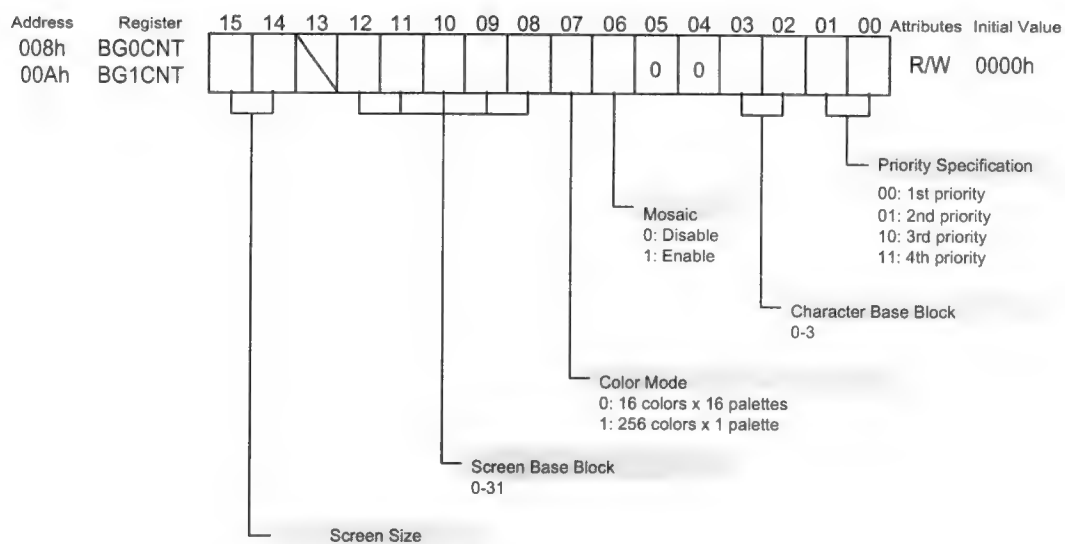 Address Register 15 14 13 12 11 10 09 08 07 06 05 04 03 02 01 00 Attributes Initial Value
008h BG0CNT
00Ah BG1CNT 0 0 R/W 0000h
Priority Specification
00: 1st priority
01: 2nd priority
10: 3rd priority
11: 4th priority
Mosaic
0: Disable
1: Enable
Character Base Block
0-3
Color Mode
0: 16 colors x 16 palettes
1: 256 colors x 1 palette
Screen Base Block
0-31
Screen Size